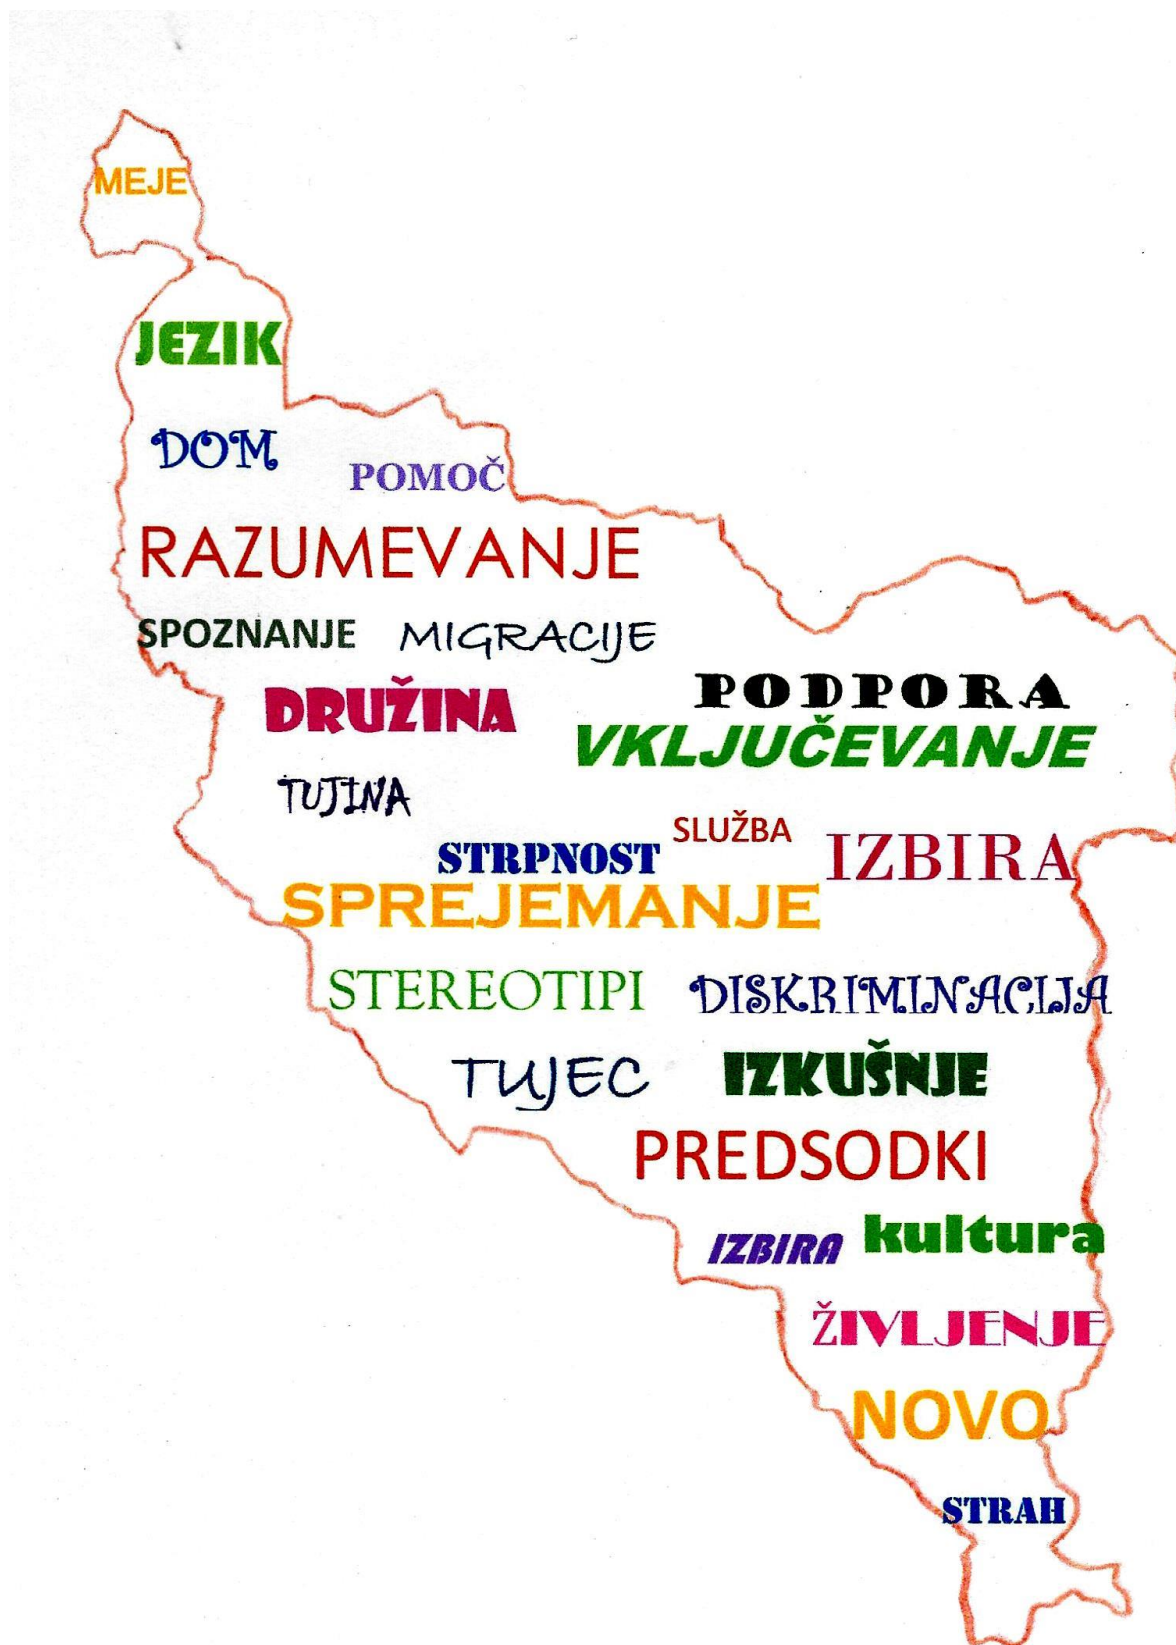 MEJE
JEZIK
DOM
POMOČ
RAZUMEVANJE
SPOZNANJE
MIGRACIJE
DRUŽINA
PODPORA
VKLJUČEVANJE
TUJINA
SLUŽBA
STRPNOST
IZBIRA
SPREJEMANJE
STEREOTIPI
DISKRIMINACIJA
TUJEC
IZKUŠNJE
PREDSODKI
IZBIRA
kultura
ŽIVLJENJE
NOVO
STRAH